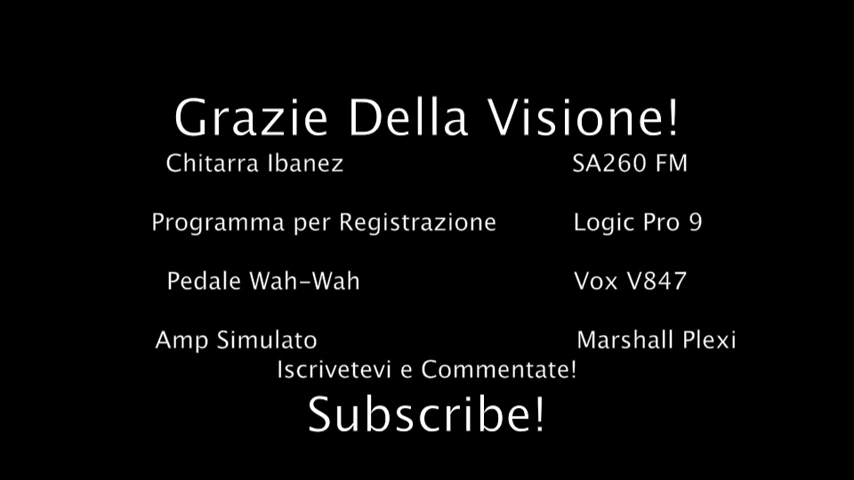 Grazie Della Visione!
Chitarra Ibanez SA260 FM
Programma per Registrazione Logic Pro 9
Pedale Wah-Wah Vox V847
Amp Simulato Marshall Plexi
Iscrivetevi e Commentate!
Subscribe!